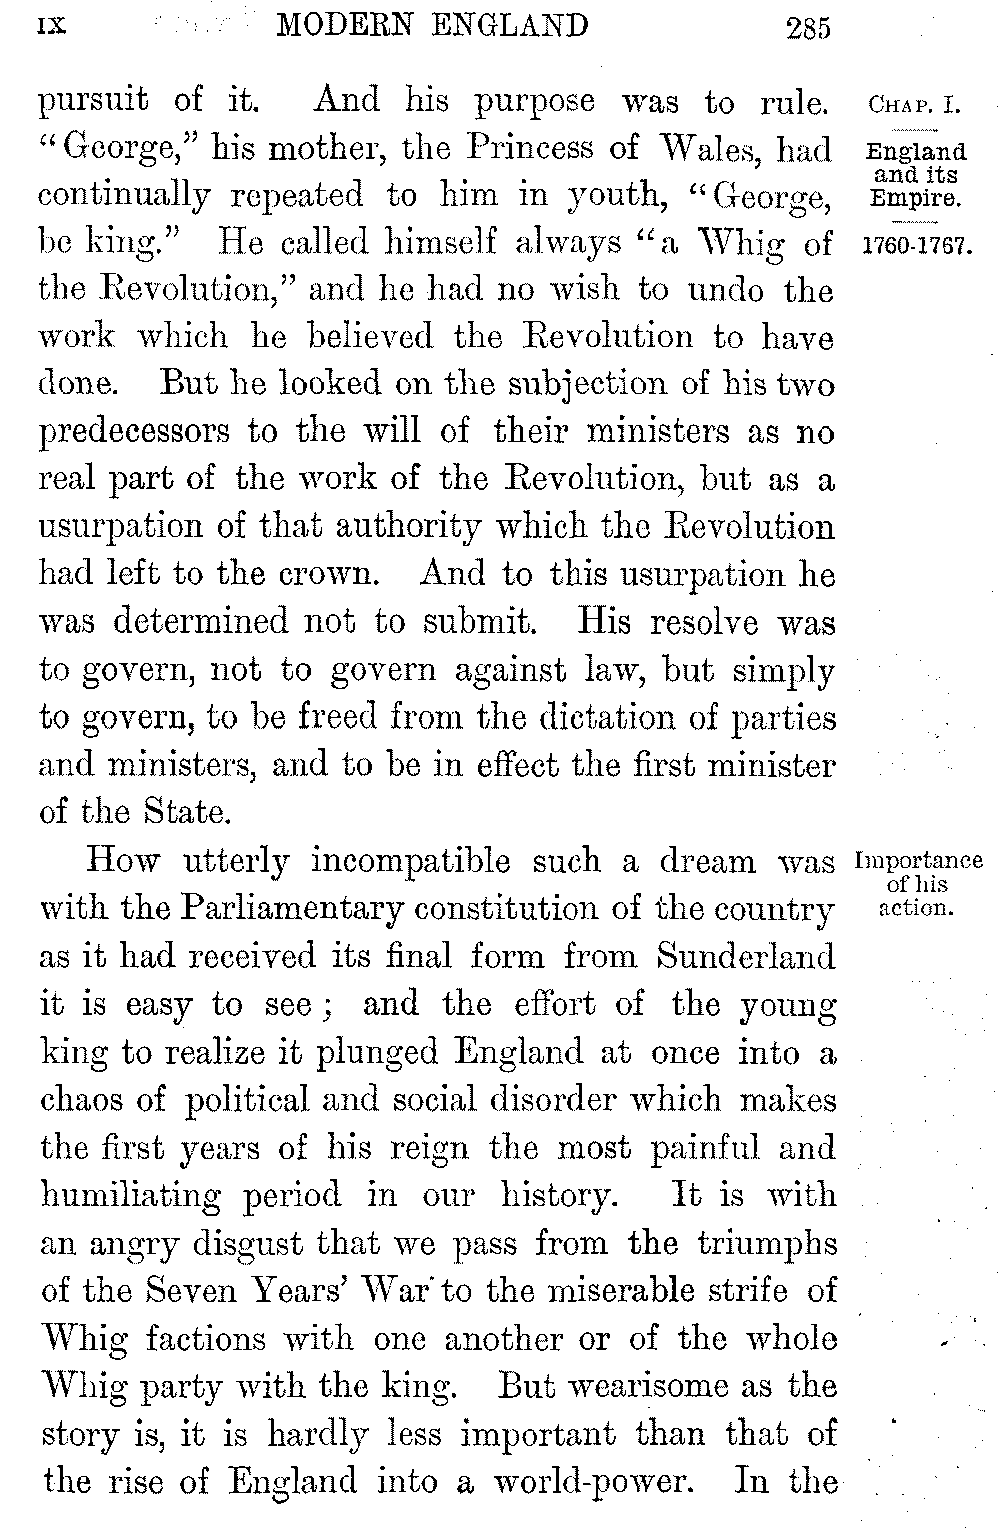 IX MODERN ENGLAND 285
pursuit of it. And his purpose was to rule.
“George,” his mother, the Princess of Wales, had
continually repeated to him in youth, “George,
be king.” He called himself always “a Whig of
the Revolution,” and he had no wish to undo the
work which he believed the Revolution to have
done. But he looked on the subjection of his two
predecessors to the will of their ministers as no
real part of the work of the Revolution, but as a
usurpation of that authority which the Revolution
had left to the crown. And to this usurpation he
was determined not to submit. His resolve was
to govern, not to govern against law, but simply
to govern, to be freed from the dictation of parties
and ministers, and to be in effect the first minister
of the State.
How utterly incompatible such a dream was
with the Parliamentary constitution of the country
as it had received its final form from Sunderland
it is easy to see ; and the effort of the young
king to realize it plunged England at once into a
chaos of political and social disorder which makes
the first years of his reign the most painful and
humiliating period in our history. It is with
an angry disgust that we pass from the triumphs
of the Seven Years’ War to the miserable strife of
Whig factions with one another or of the whole
Whig party with the king. But wearisome as the
story is, it is hardly less important than that of
the rise of England into a world-power. In the
CHAP. I.
England
and its
Empire.
1760-1767.
Importance
of his
action.